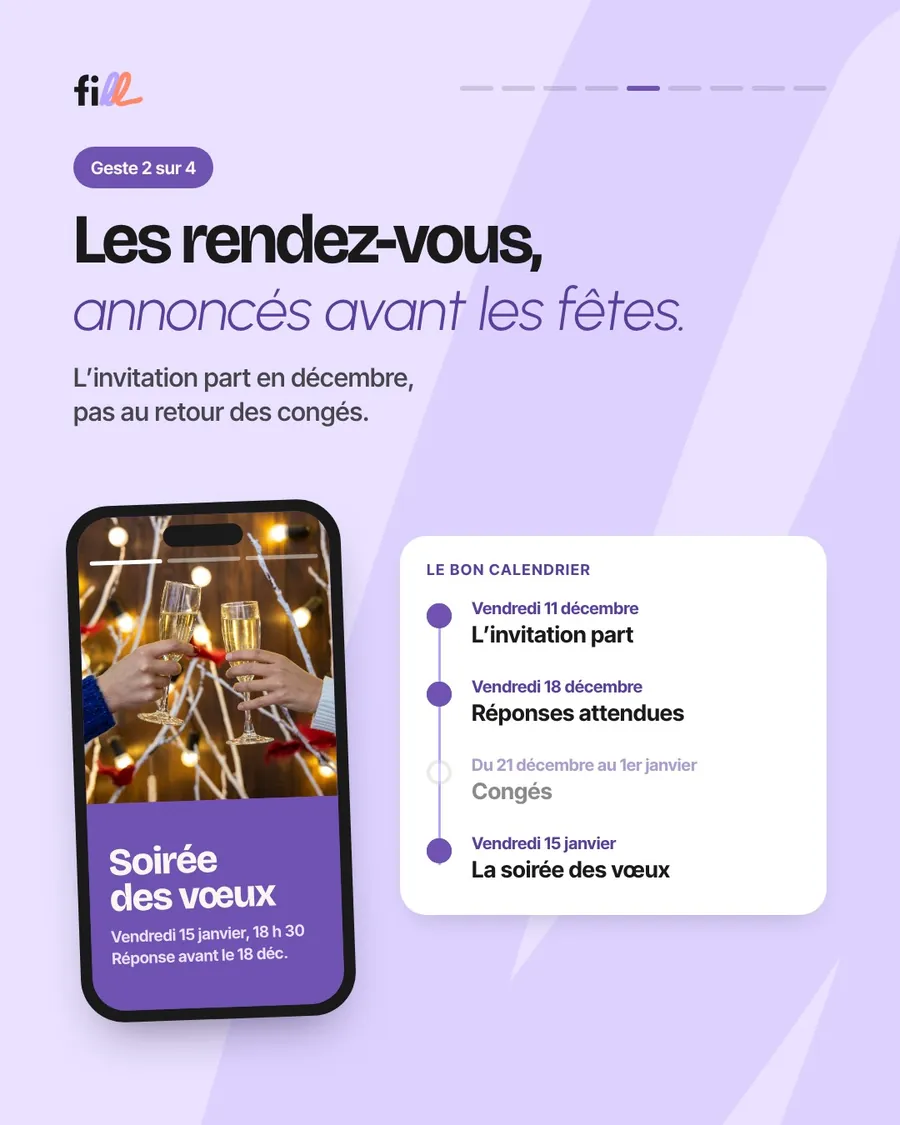 fill
Geste 2 sur 4
Les rendez-vous,
annoncés avant les fêtes.
L’invitation part en décembre,
pas au retour des congés.
Soirée
des vœux
Vendredi 15 janvier, 18 h 30
Réponse avant le 18 déc.
LE BON CALENDRIER
Vendredi 11 décembre
L’invitation part
Vendredi 18 décembre
Réponses attendues
Du 21 décembre au 1er janvier
Congés
Vendredi 15 janvier
La soirée des vœux